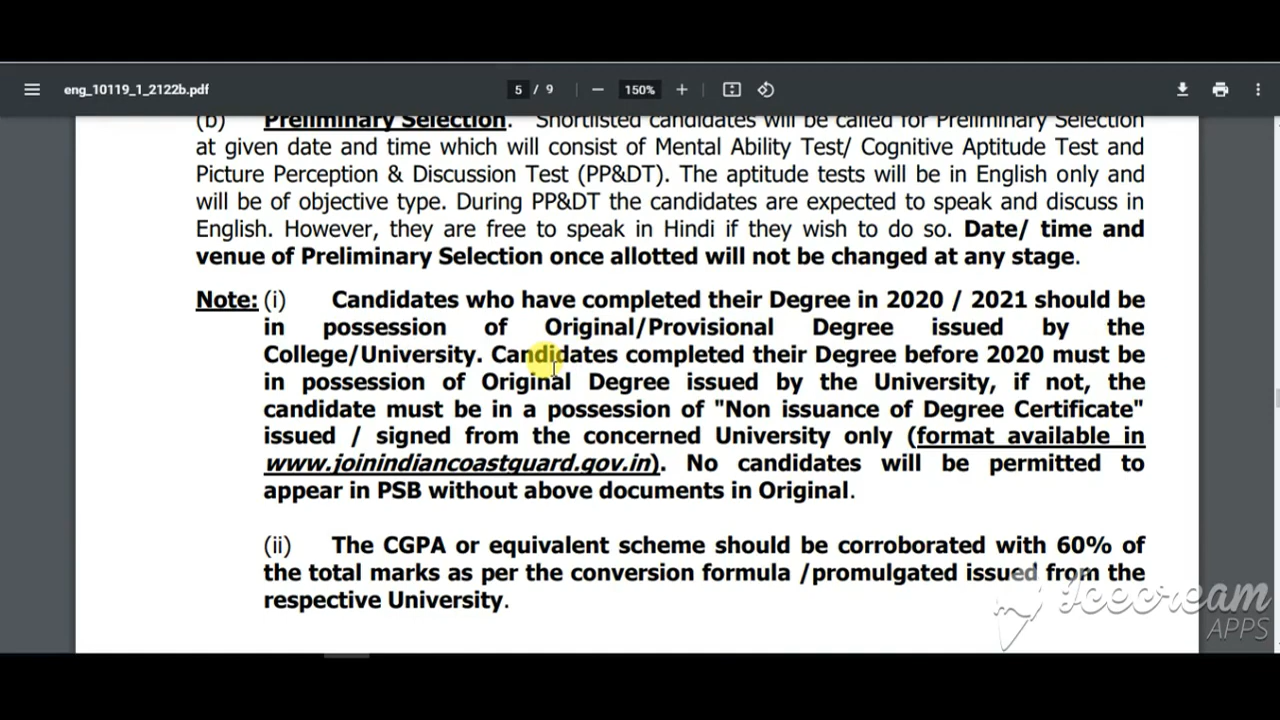 eng_10119_1_2122b.pdf 5 / 9 150%
(b) Preliminary Selection. Shortlisted candidates will be called for Preliminary Selection
at given date and time which will consist of Mental Ability Test/ Cognitive Aptitude Test and
Picture Perception & Discussion Test (PP&DT). The aptitude tests will be in English only and
will be of objective type. During PP&DT the candidates are expected to speak and discuss in
English. However, they are free to speak in Hindi if they wish to do so. Date/ time and
venue of Preliminary Selection once allotted will not be changed at any stage.
Note: (i) Candidates who have completed their Degree in 2020 / 2021 should be
in possession of Original/Provisional Degree issued by the
College/University. Candidates completed their Degree before 2020 must be
in possession of Original Degree issued by the University, if not, the
candidate must be in a possession of "Non issuance of Degree Certificate"
issued / signed from the concerned University only (format available in
www.joinindiancoastguard.gov.in). No candidates will be permitted to
appear in PSB without above documents in Original.
(ii) The CGPA or equivalent scheme should be corroborated with 60% of
the total marks as per the conversion formula /promulgated issued from the
respective University.
Icecream
APPS